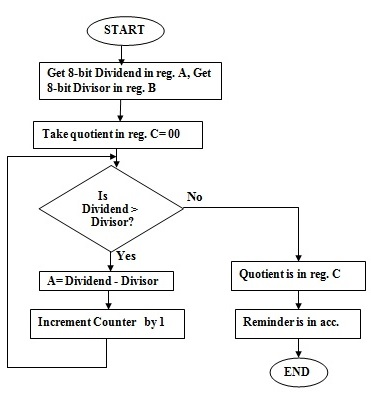 START
Get 8-bit Dividend in reg. A, Get
8-bit Divisor in reg. B
Take quotient in reg. C= 00
Is
Dividend >
Divisor?
No
Yes
A= Dividend - Divisor
Increment Counter by 1
Quotient is in reg. C
Reminder is in acc.
END